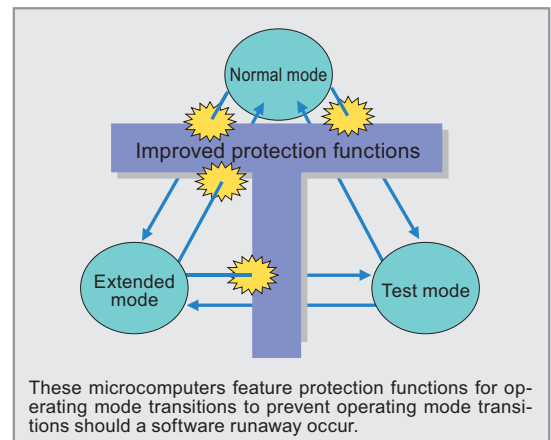 Normal mode
Improved protection functions
Extended
mode
Test mode
These microcomputers feature protection functions for op-
erating mode transitions to prevent operating mode transi-
tions should a software runaway occur.